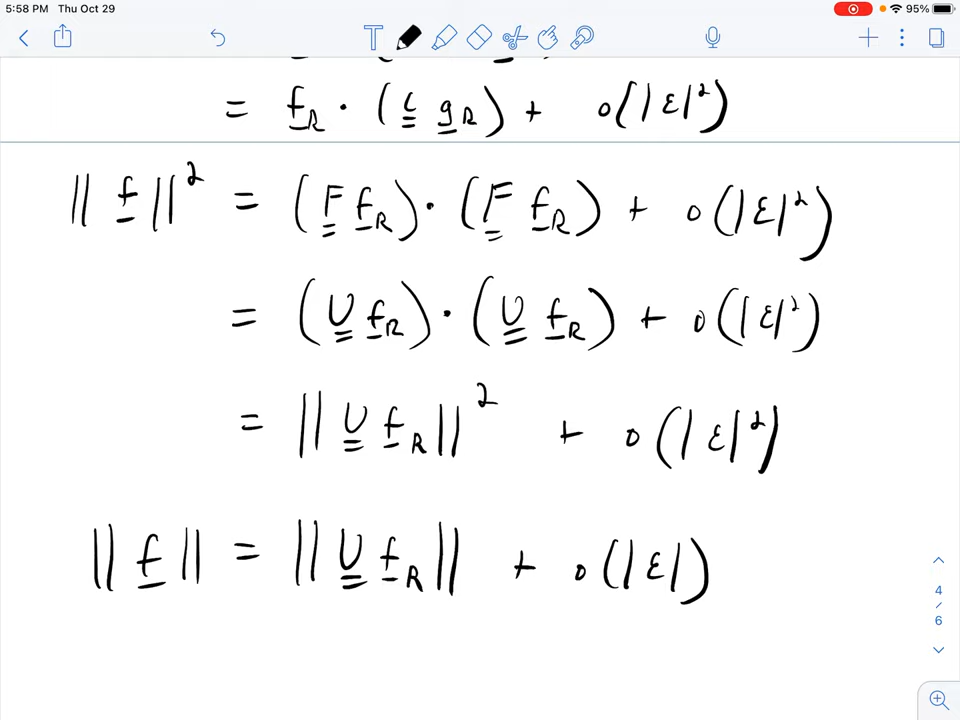 5:58 PM Thu Oct 29 95%
T
= f_R · (C g_R) + o(|ε|²)
||f||² = (F f_R) · (F f_R) + o(|ε|²)
= (U f_R) · (U f_R) + o(|ε|²)
= ||U f_R||² + o(|ε|²)
||f|| = ||U f_R|| + o(|ε|)
4
/
6